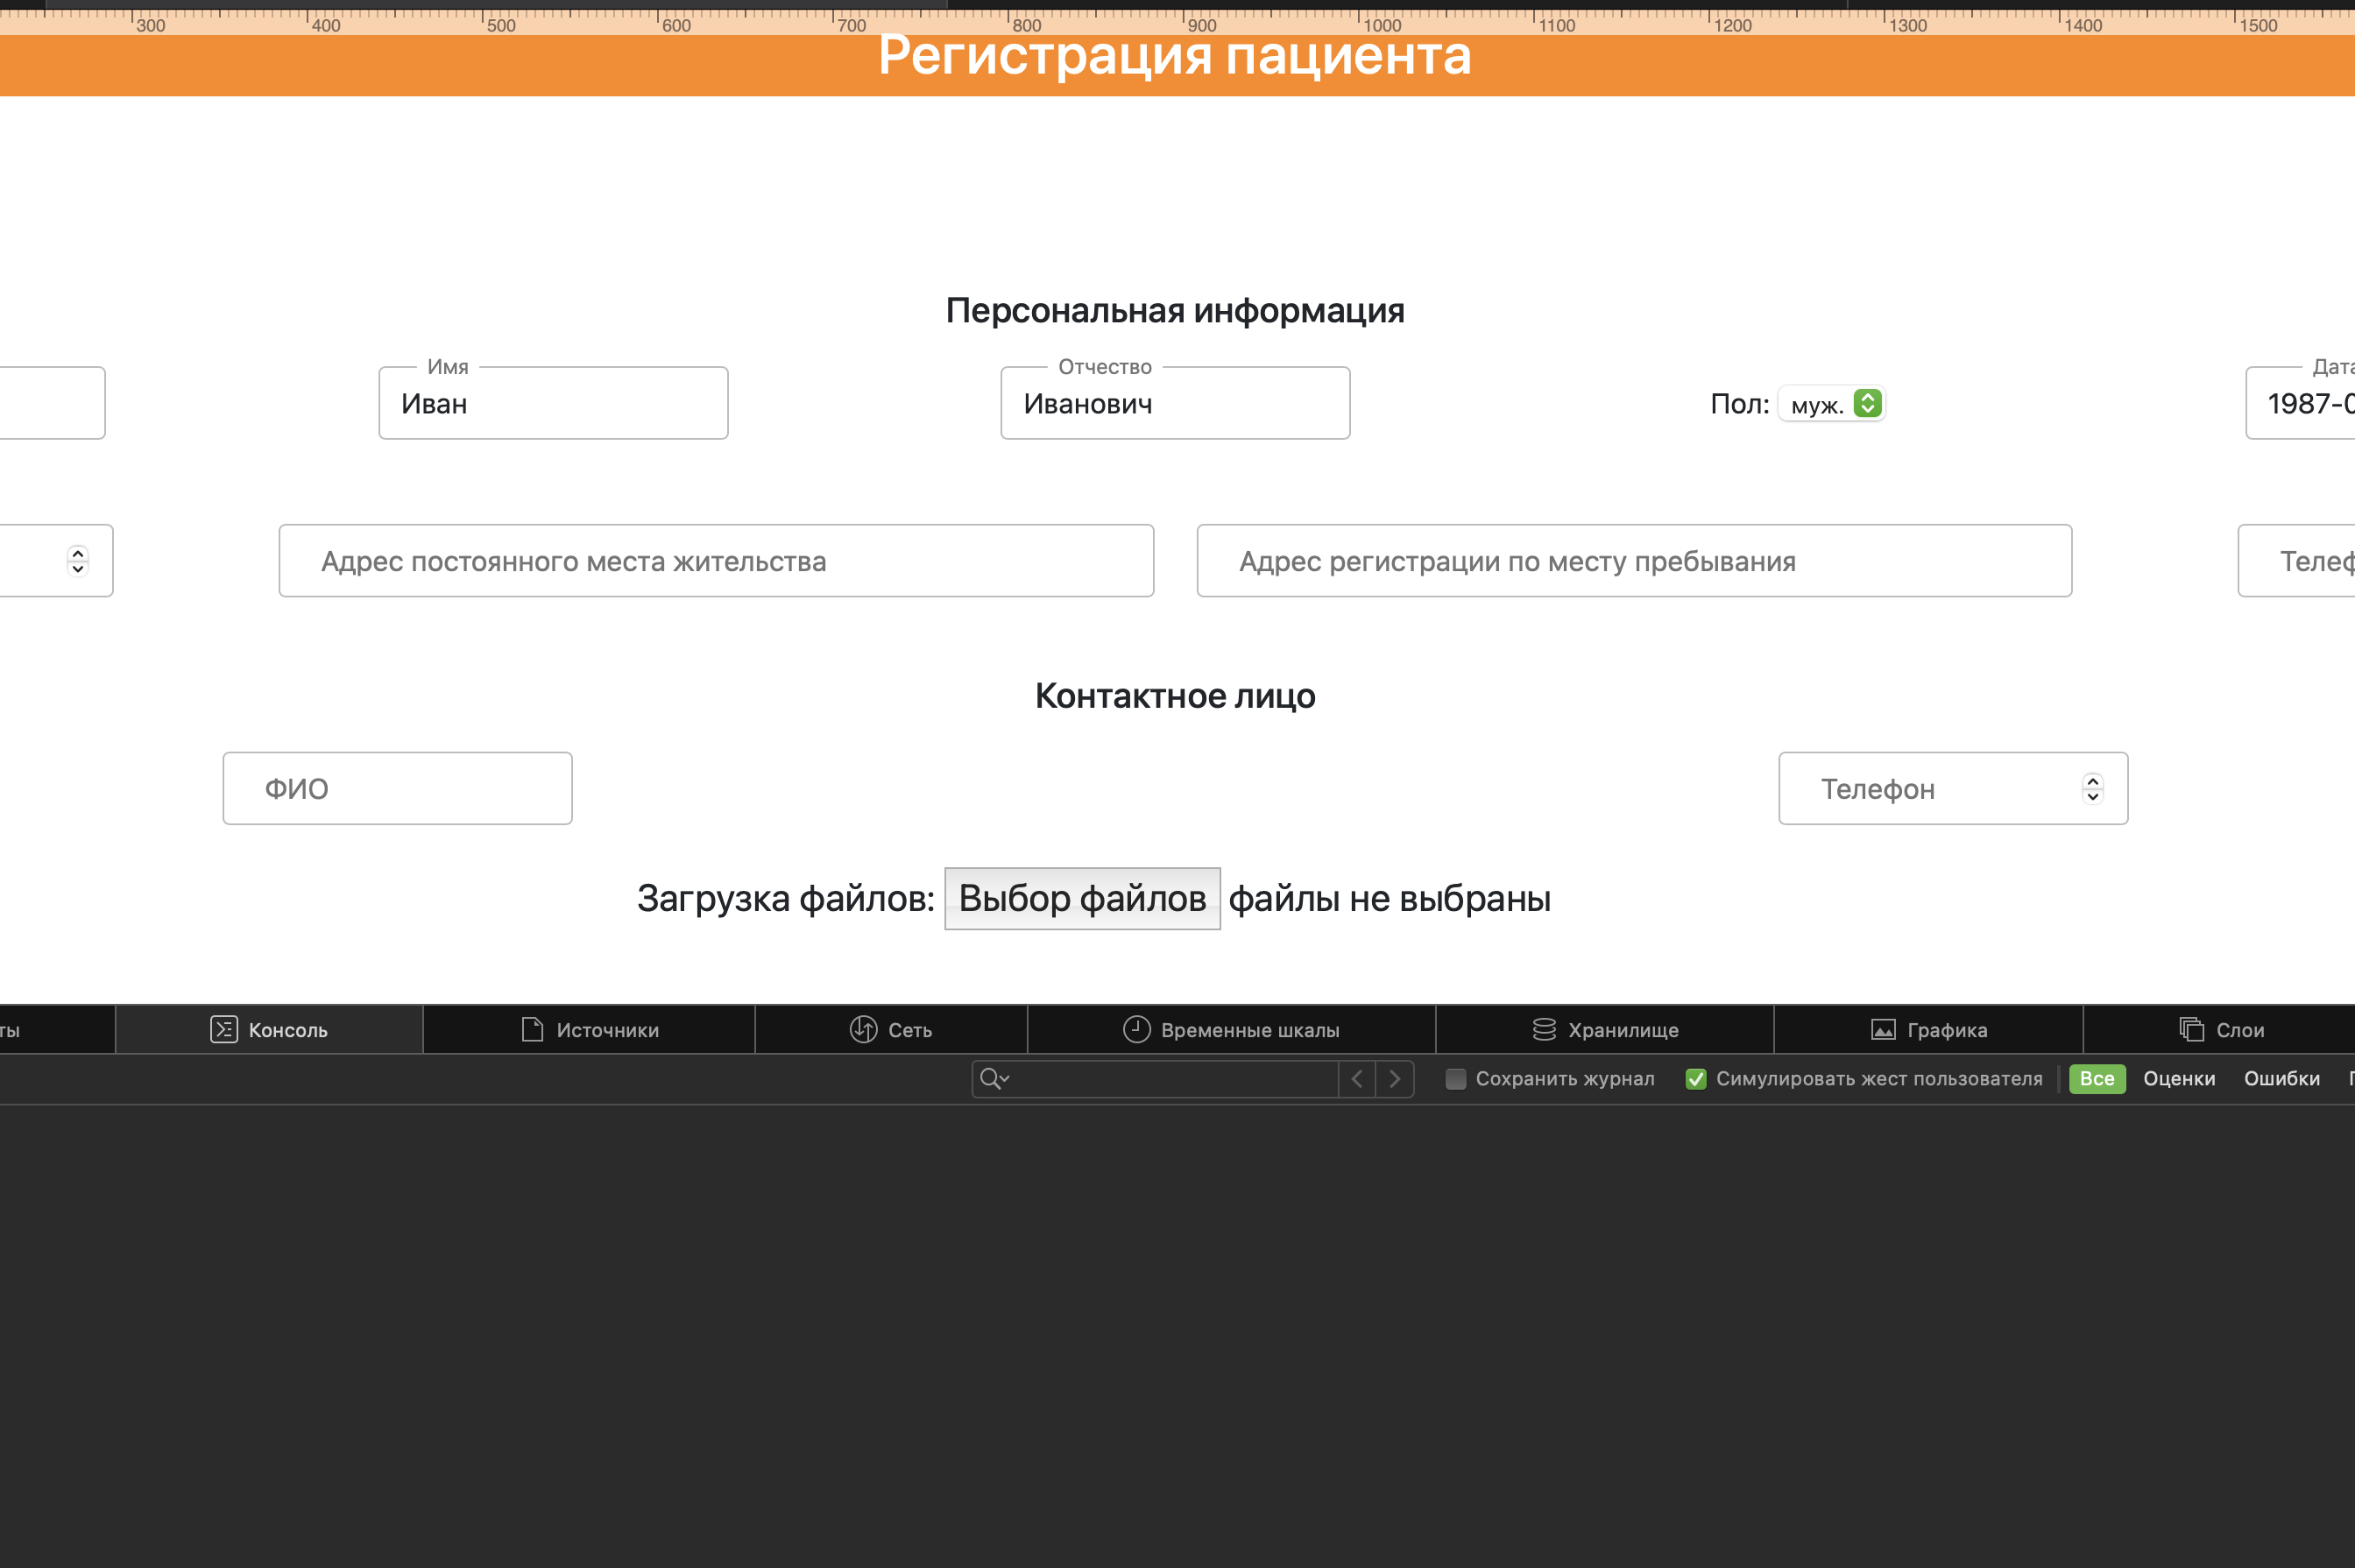 300 400 500 600 700 800 900 1000 1100 1200 1300 1400 1500
Регистрация пациента
Персональная информация
Имя Отчество
Иван Иванович Пол: муж. 1987-0
Адрес постоянного места жительства Адрес регистрации по месту пребывания
Контактное лицо
ФИО Телефон
Загрузка файлов: Выбор файлов файлы не выбраны
Консоль Источники Сеть Временные шкалы Хранилище Графика Слои
Сохранить журнал Симулировать жест пользователя Все Оценки Ошибки